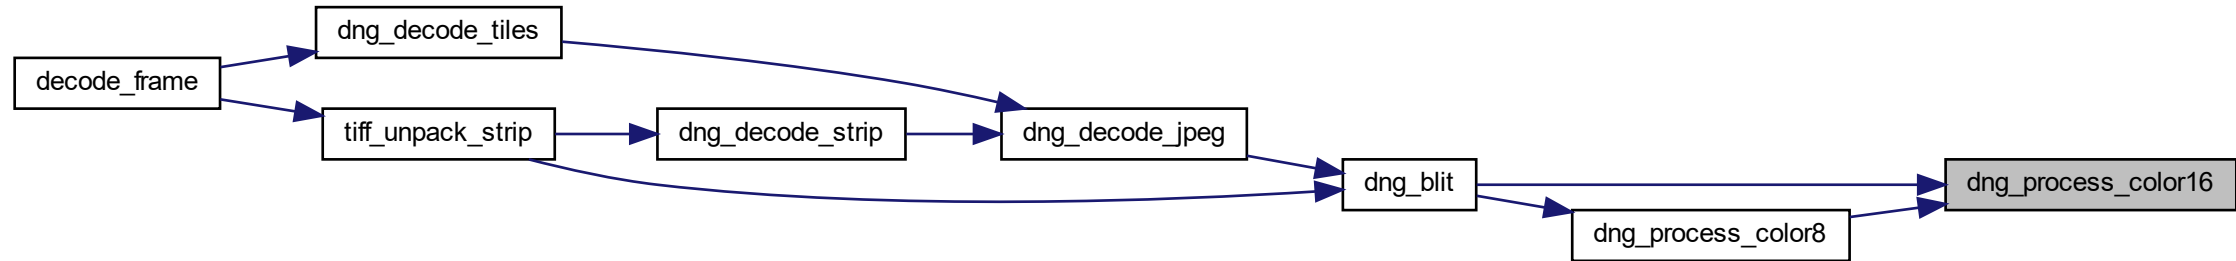 decode_frame
dng_decode_tiles
tiff_unpack_strip
dng_decode_strip
dng_decode_jpeg
dng_blit
dng_process_color8
dng_process_color16